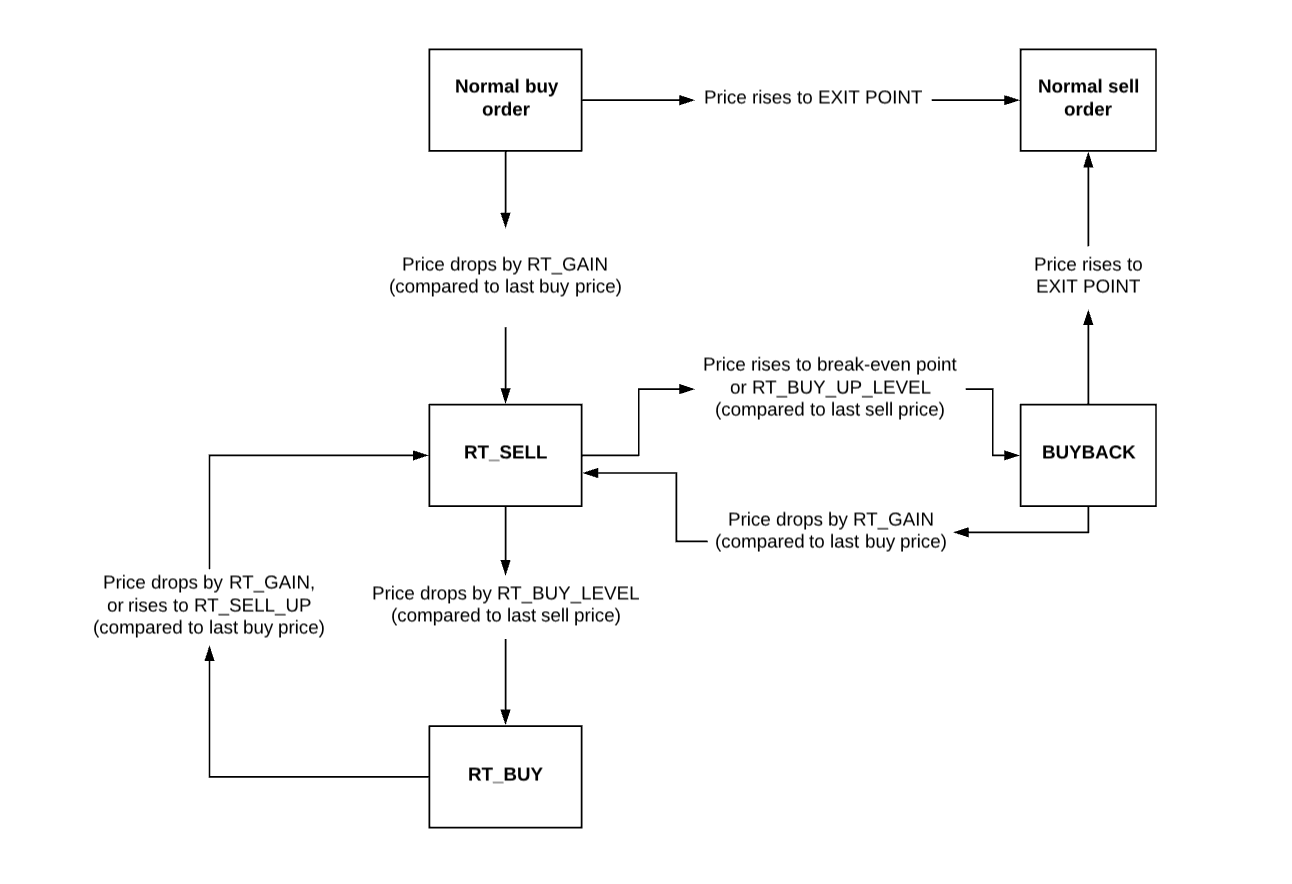 Normal buy
order
Price rises to EXIT POINT
Normal sell
order
Price drops by RT_GAIN
(compared to last buy price)
Price rises to
EXIT POINT
Price rises to break-even point
or RT_BUY_UP_LEVEL
(compared to last sell price)
RT_SELL
BUYBACK
Price drops by RT_GAIN
(compared to last buy price)
Price drops by RT_GAIN,
or rises to RT_SELL_UP
(compared to last buy price)
Price drops by RT_BUY_LEVEL
(compared to last sell price)
RT_BUY